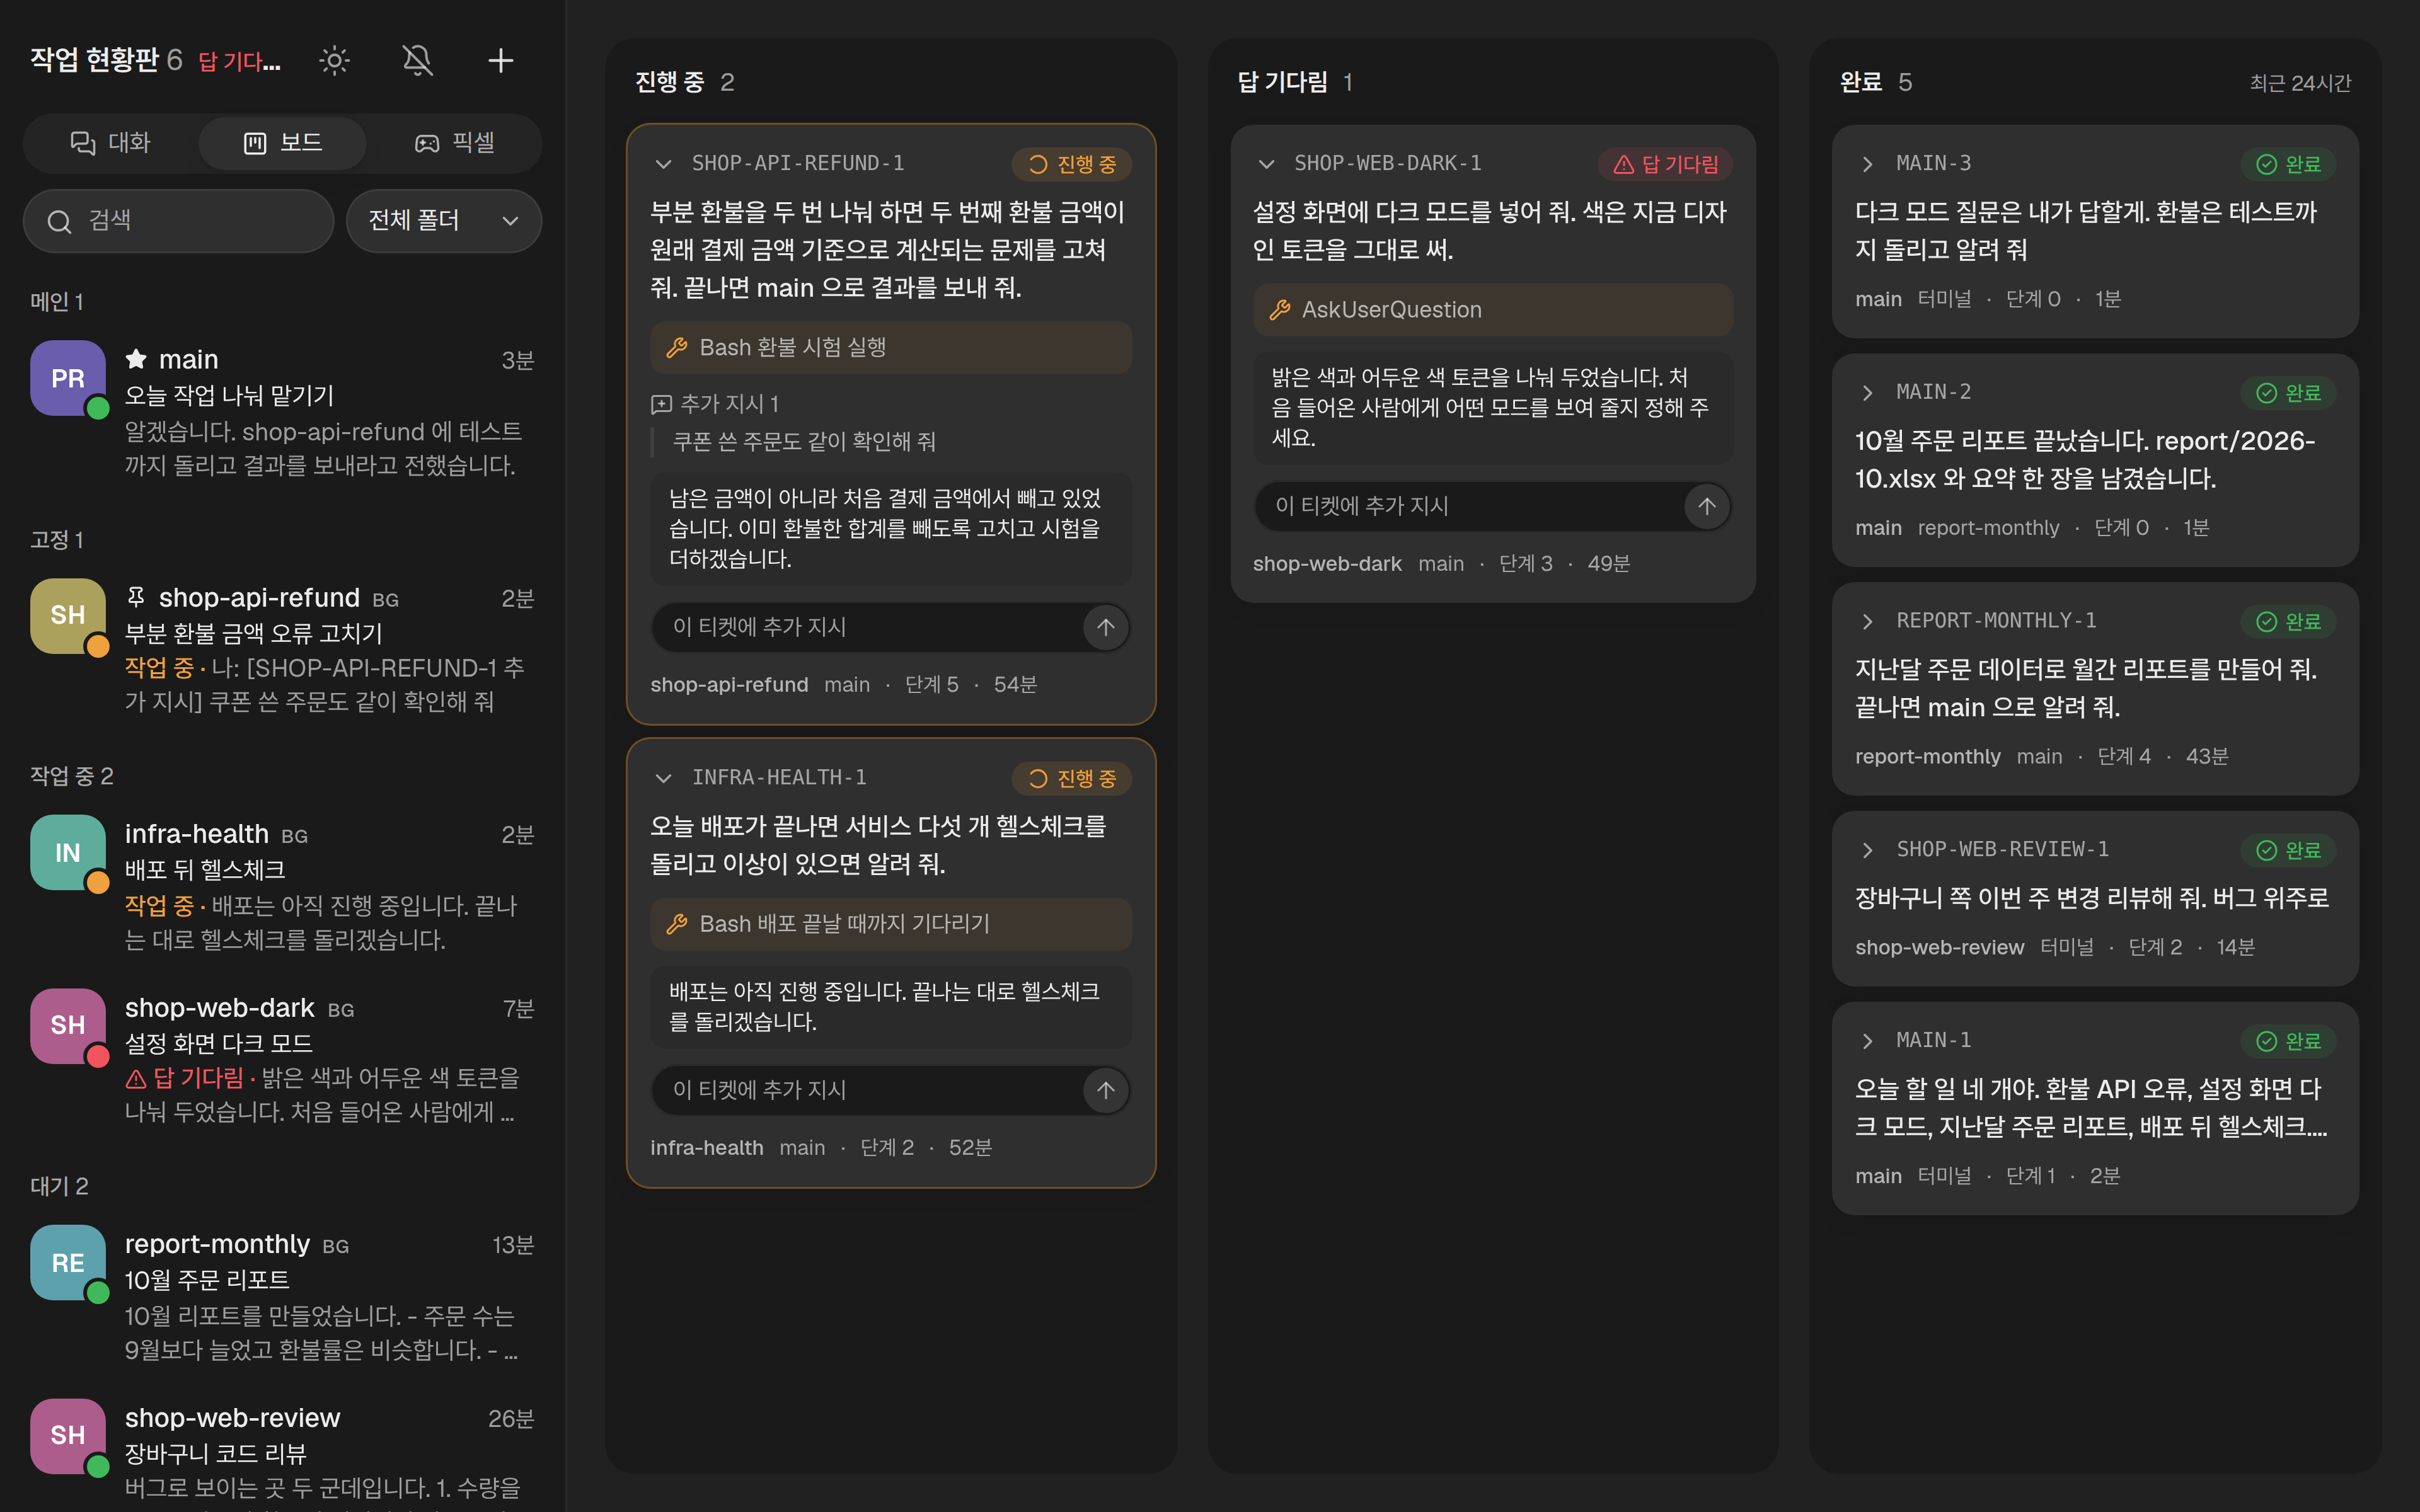 작업 현황판 6 답 기다...
대화
보드
픽셀
검색
전체 폴더
메인 1
PR
main
3분
오늘 작업 나눠 맡기기
알겠습니다. shop-api-refund 에 테스트
까지 돌리고 결과를 보내라고 전했습니다.
고정 1
SH
shop-api-refund BG
2분
부분 환불 금액 오류 고치기
작업 중 · 나: [SHOP-API-REFUND-1 추
가 지시] 쿠폰 쓴 주문도 같이 확인해 줘
작업 중 2
IN
infra-health BG
2분
배포 뒤 헬스체크
작업 중 · 배포는 아직 진행 중입니다. 끝나
는 대로 헬스체크를 돌리겠습니다.
SH
shop-web-dark BG
7분
설정 화면 다크 모드
답 기다림 · 밝은 색과 어두운 색 토큰을
나눠 두었습니다. 처음 들어온 사람에게 ...
대기 2
RE
report-monthly BG
13분
10월 주문 리포트
10월 리포트를 만들었습니다. - 주문 수는
9월보다 늘었고 환불률은 비슷합니다. - ...
SH
shop-web-review
26분
장바구니 코드 리뷰
버그로 보이는 곳 두 군데입니다. 1. 수량을
진행 중 2
SHOP-API-REFUND-1
진행 중
부분 환불을 두 번 나눠 하면 두 번째 환불 금액이
원래 결제 금액 기준으로 계산되는 문제를 고쳐
줘. 끝나면 main 으로 결과를 보내 줘.
Bash 환불 시험 실행
추가 지시 1
쿠폰 쓴 주문도 같이 확인해 줘
남은 금액이 아니라 처음 결제 금액에서 빼고 있었
습니다. 이미 환불한 합계를 빼도록 고치고 시험을
더하겠습니다.
이 티켓에 추가 지시
shop-api-refund main · 단계 5 · 54분
INFRA-HEALTH-1
진행 중
오늘 배포가 끝나면 서비스 다섯 개 헬스체크를
돌리고 이상이 있으면 알려 줘.
Bash 배포 끝날 때까지 기다리기
배포는 아직 진행 중입니다. 끝나는 대로 헬스체크
를 돌리겠습니다.
이 티켓에 추가 지시
infra-health main · 단계 2 · 52분
답 기다림 1
SHOP-WEB-DARK-1
답 기다림
설정 화면에 다크 모드를 넣어 줘. 색은 지금 디자
인 토큰을 그대로 써.
AskUserQuestion
밝은 색과 어두운 색 토큰을 나눠 두었습니다. 처
음 들어온 사람에게 어떤 모드를 보여 줄지 정해 주
세요.
이 티켓에 추가 지시
shop-web-dark main · 단계 3 · 49분
완료 5
최근 24시간
MAIN-3
완료
다크 모드 질문은 내가 답할게. 환불은 테스트까
지 돌리고 알려 줘
main 터미널 · 단계 0 · 1분
MAIN-2
완료
10월 주문 리포트 끝났습니다. report/2026-
10.xlsx 와 요약 한 장을 남겼습니다.
main report-monthly · 단계 0 · 1분
REPORT-MONTHLY-1
완료
지난달 주문 데이터로 월간 리포트를 만들어 줘.
끝나면 main 으로 알려 줘.
report-monthly main · 단계 4 · 43분
SHOP-WEB-REVIEW-1
완료
장바구니 쪽 이번 주 변경 리뷰해 줘. 버그 위주로
shop-web-review 터미널 · 단계 2 · 14분
MAIN-1
완료
오늘 할 일 네 개야. 환불 API 오류, 설정 화면 다
크 모드, 지난달 주문 리포트, 배포 뒤 헬스체크....
main 터미널 · 단계 1 · 2분